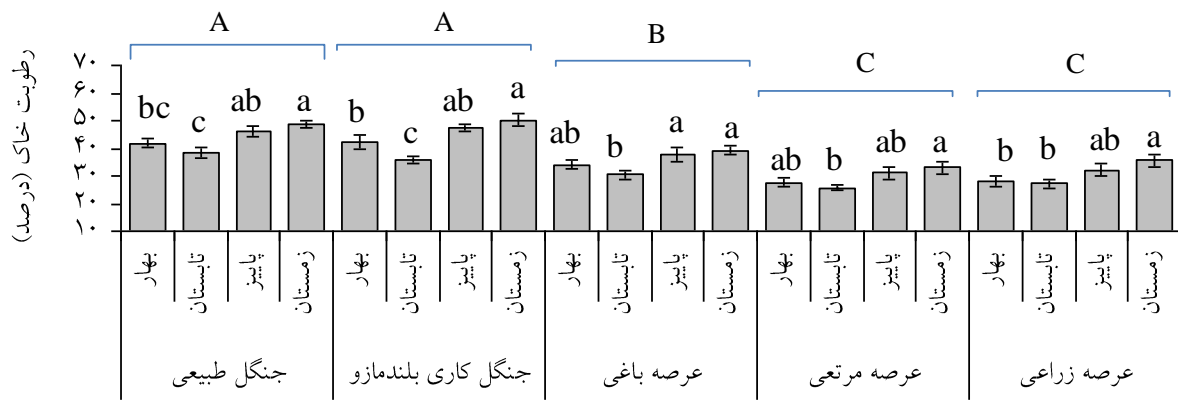 A A B C C
رطوبت خاک (درصد)
۷۰
۶۰
۵۰
۴۰
۳۰
۲۰
۱۰
bc c ab a b c ab a ab b a a ab b ab a b b ab a
بهار تابستان پاییز زمستان بهار تابستان پاییز زمستان بهار تابستان پاییز زمستان بهار تابستان پاییز زمستان بهار تابستان پاییز زمستان
جنگل طبیعی جنگل کاری بلندمازو عرصه باغی عرصه مرتعی عرصه زراعی